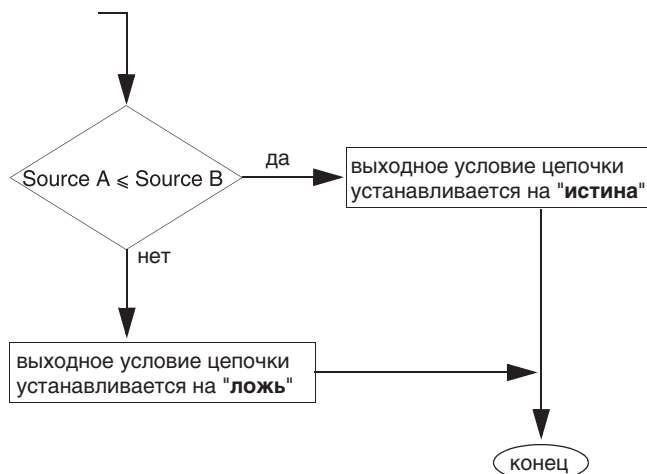 Source A ⩽ Source B
да
выходное условие цепочки
устанавливается на "истина"
нет
выходное условие цепочки
устанавливается на "ложь"
конец